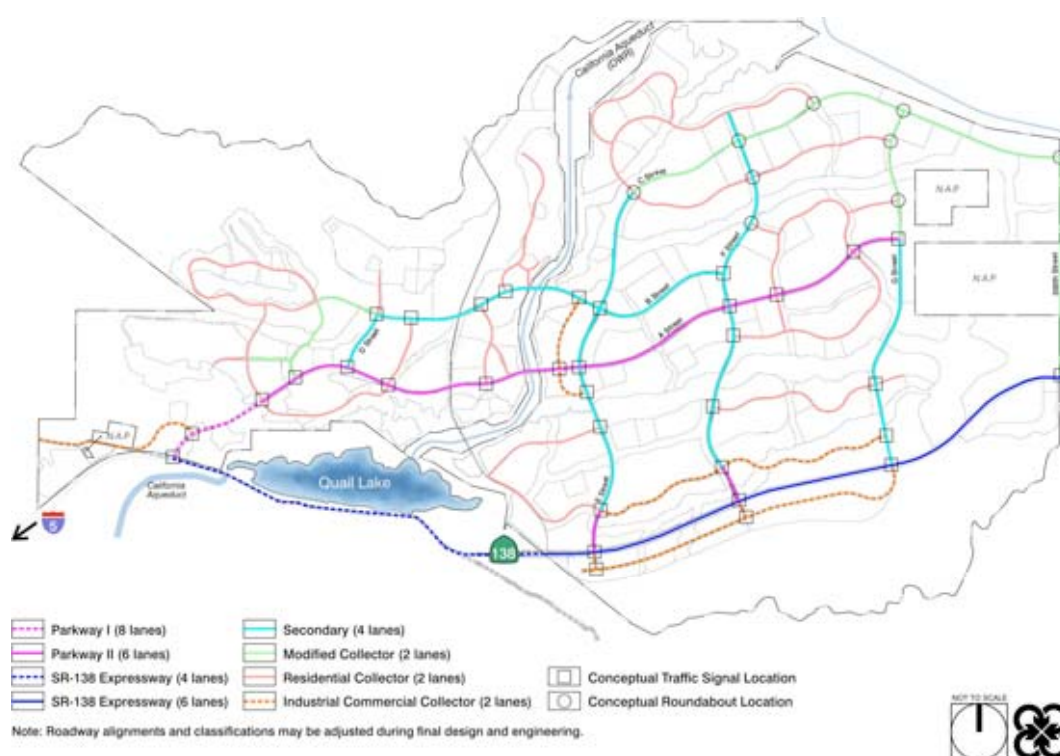 California Aqueduct
(DWR)
C Street
N.A.P.
F Street
B Street
G Street
N.A.P.
A Street
D Street
N.A.P.
Quail Lake
California
Aqueduct
E Street
5
138
Parkway I (8 lanes)
Parkway II (6 lanes)
SR-138 Expressway (4 lanes)
SR-138 Expressway (6 lanes)
Secondary (4 lanes)
Modified Collector (2 lanes)
Residential Collector (2 lanes)
Industrial Commercial Collector (2 lanes)
Conceptual Traffic Signal Location
Conceptual Roundabout Location
NOT TO SCALE
Note: Roadway alignments and classifications may be adjusted during final design and engineering.